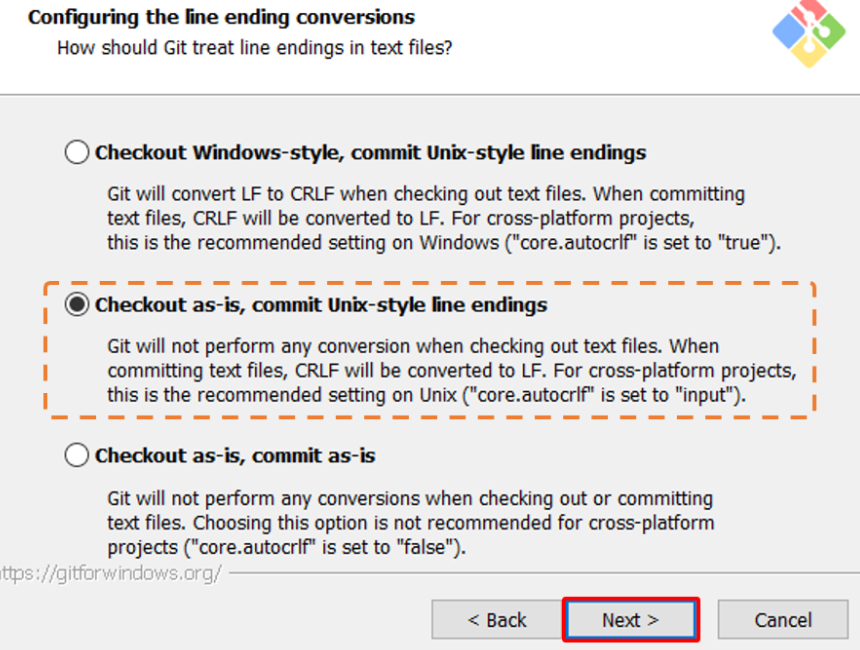 Configuring the line ending conversions
How should Git treat line endings in text files?
Checkout Windows-style, commit Unix-style line endings
Git will convert LF to CRLF when checking out text files. When committing
text files, CRLF will be converted to LF. For cross-platform projects,
this is the recommended setting on Windows ("core.autocrlf" is set to "true").
Checkout as-is, commit Unix-style line endings
Git will not perform any conversion when checking out text files. When
committing text files, CRLF will be converted to LF. For cross-platform projects,
this is the recommended setting on Unix ("core.autocrlf" is set to "input").
Checkout as-is, commit as-is
Git will not perform any conversions when checking out or committing
text files. Choosing this option is not recommended for cross-platform
projects ("core.autocrlf" is set to "false").
https://gitforwindows.org/
< Back
Next >
Cancel